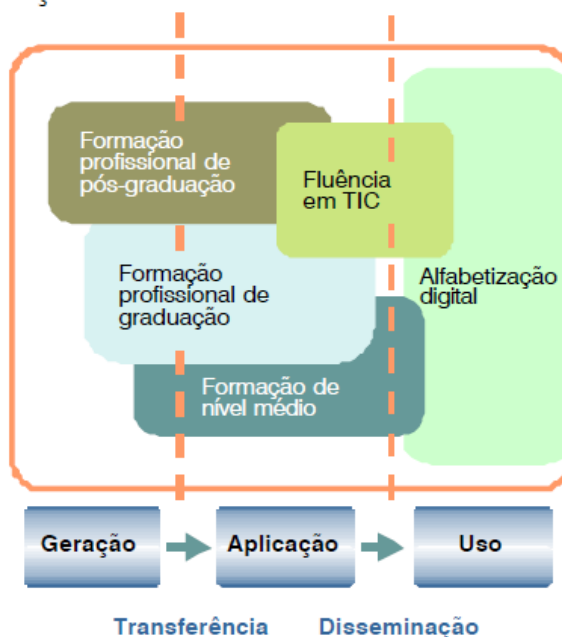 Formação
profissional de
pós-graduação
Fluência
em TIC
Formação
profissional de
graduação
Alfabetização
digital
Formação de
nível médio
Geração
Aplicação
Uso
Transferência
Disseminação